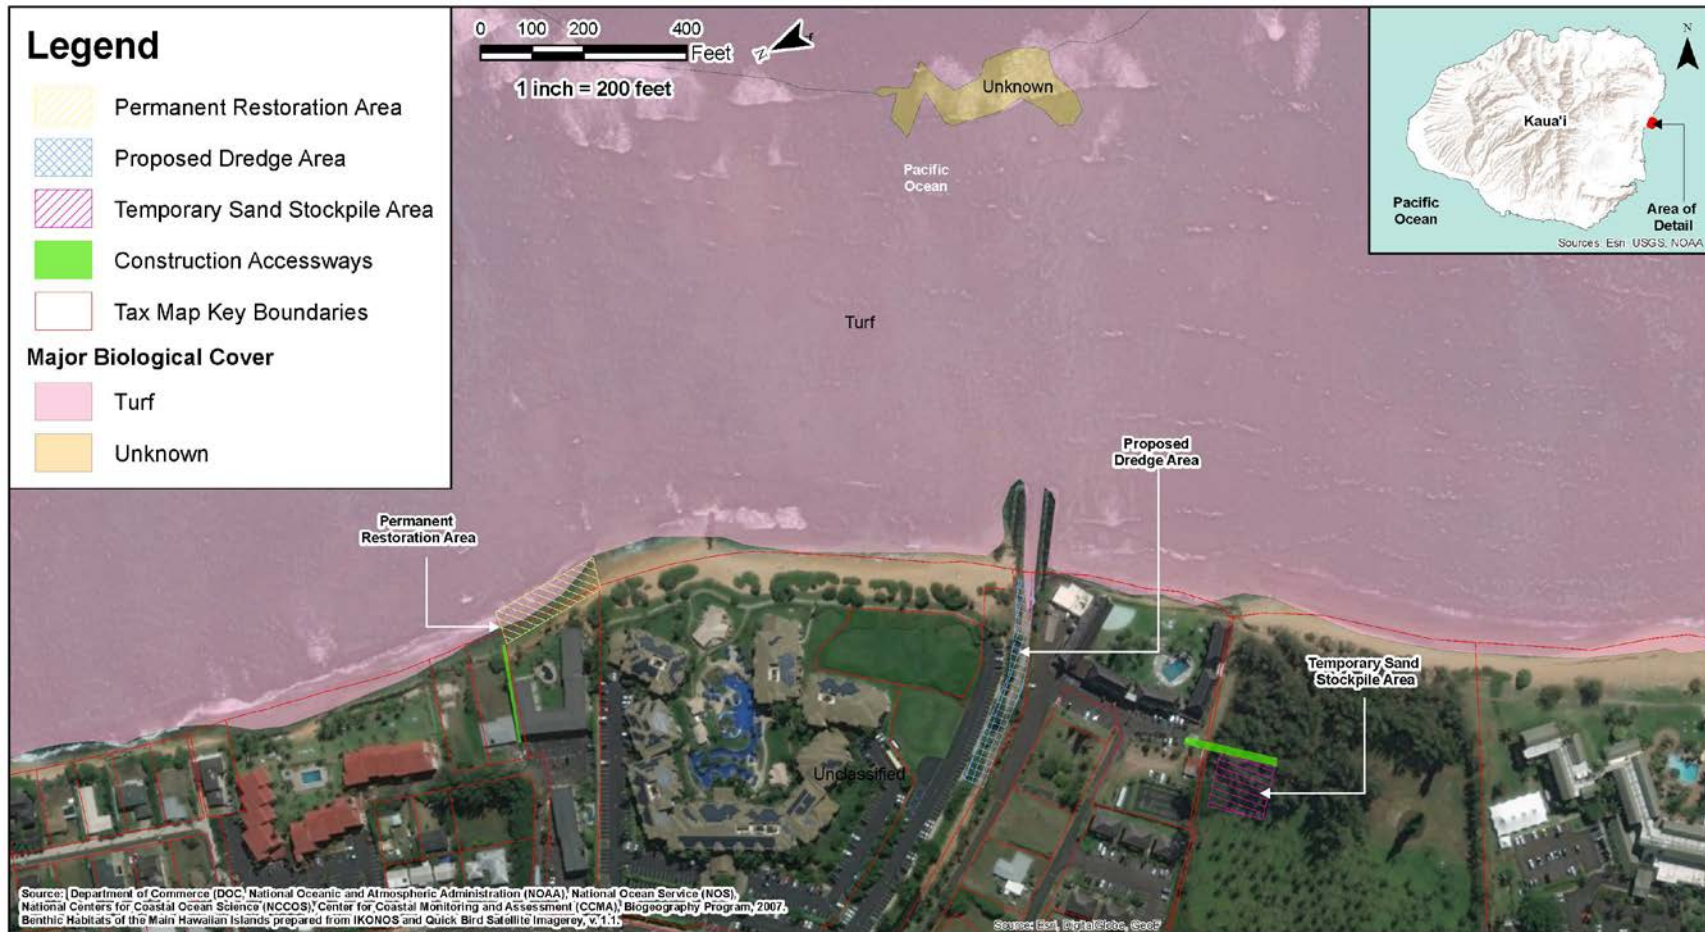 Legend
Permanent Restoration Area
Proposed Dredge Area
Temporary Sand Stockpile Area
Construction Accessways
Tax Map Key Boundaries
Major Biological Cover
Turf
Unknown
0 100 200 400
Feet
N
1 inch = 200 feet
Unknown
Pacific
Ocean
Turf
N
Kaua'i
Pacific
Ocean
Area of
Detail
Sources: Esri, USGS, NOAA
Proposed
Dredge Area
Permanent
Restoration Area
Temporary Sand
Stockpile Area
Unclassified
Source: [Department of Commerce (DOC, National Oceanic and Atmospheric Administration (NOAA), National Ocean Service (NOS),
National Centers for Coastal Ocean Science (NCCOS), Center for Coastal Monitoring and Assessment (CCMA), Biogeography Program, 2007.
Benthic Habitats of the Main Hawaiian Islands prepared from IKONOS and Quick Bird Satellite Imagerey, v. 1.1.
Source: Esri, DigitalGlobe, GeoE